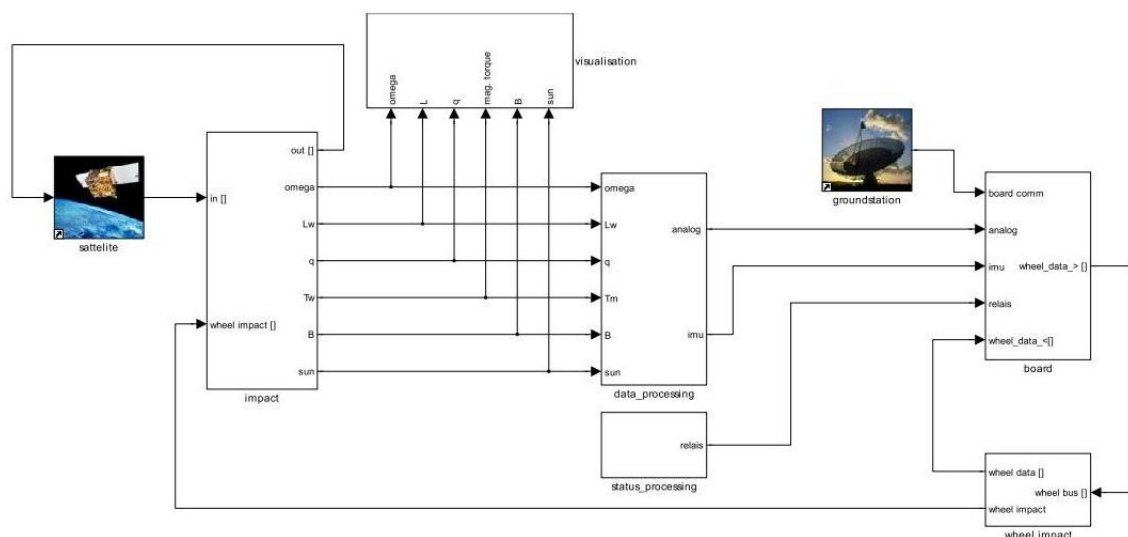 visualisation
omega
L
q
mag. torque
B
sun
sattelite
in []
wheel impact []
out []
omega
Lw
q
Tw
B
sun
impact
omega
Lw
q
Tm
B
sun
analog
imu
data_processing
relais
status_processing
groundstation
board comm
analog
imu
relais
wheel_data_<[]
wheel_data_> []
board
wheel data []
wheel bus []
wheel impact
wheel impact